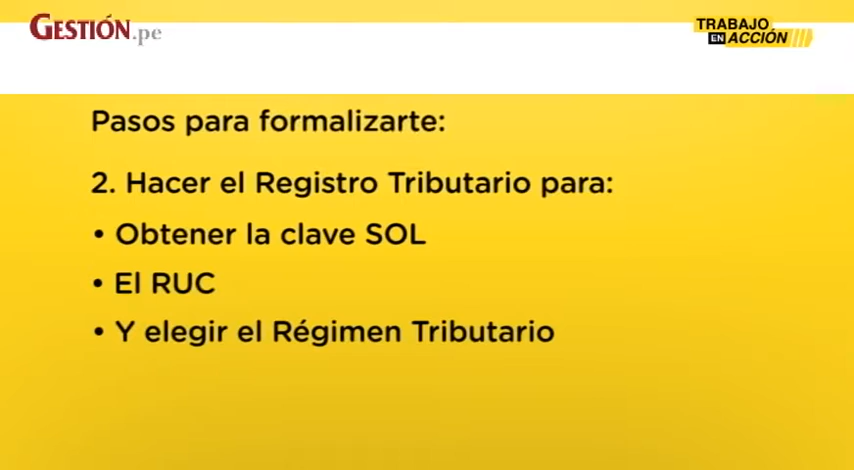 GESTIÓN.pe
TRABAJO
EN ACCIÓN
Pasos para formalizarte:
2. Hacer el Registro Tributario para:
• Obtener la clave SOL
• El RUC
• Y elegir el Régimen Tributario